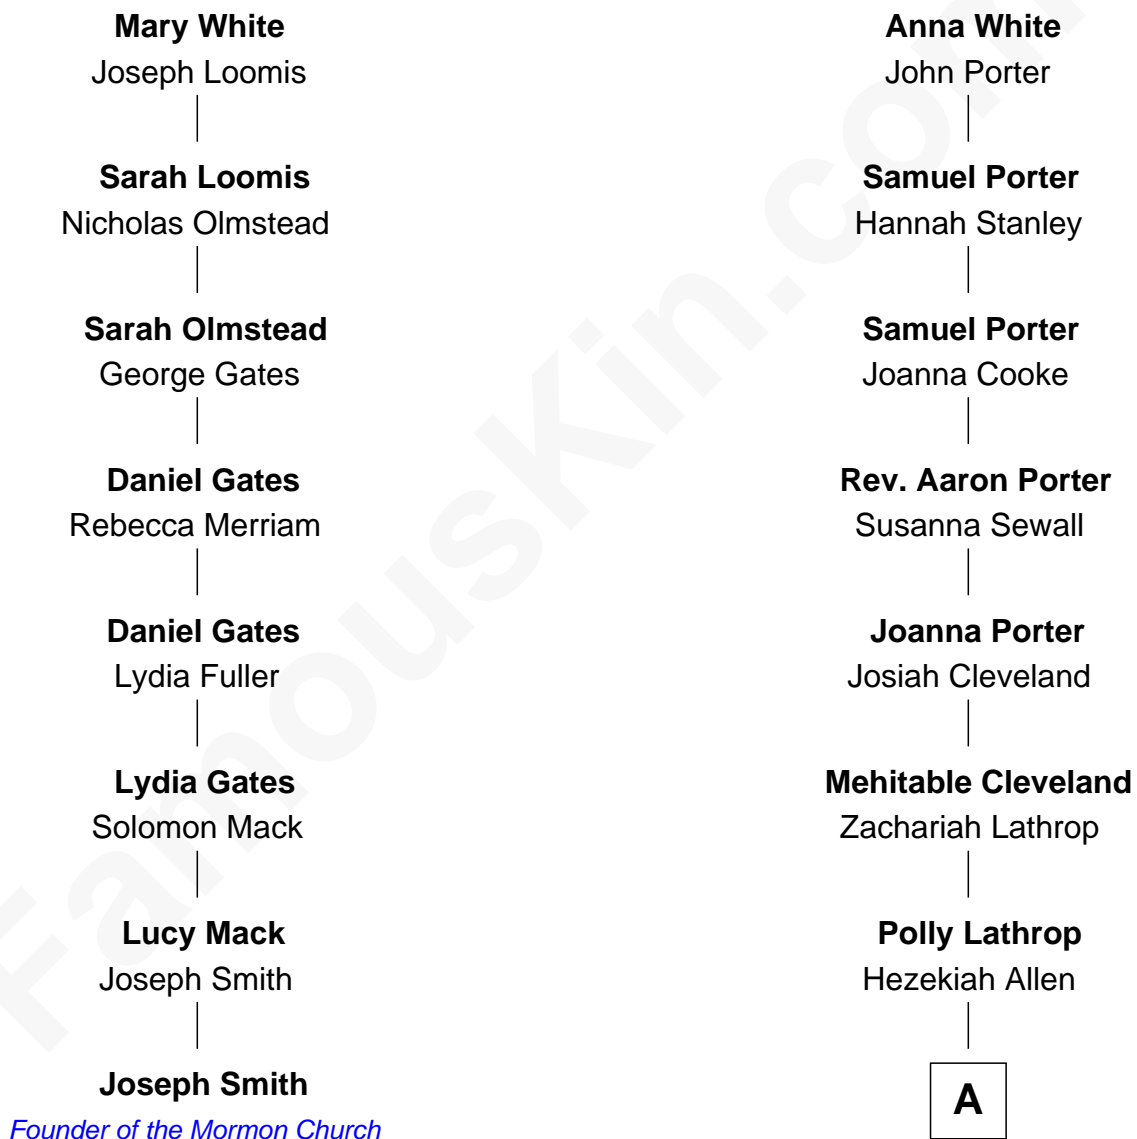 Mary White
Joseph Loomis
Sarah Loomis
Nicholas Olmstead
Sarah Olmstead
George Gates
Daniel Gates
Rebecca Merriam
Daniel Gates
Lydia Fuller
Lydia Gates
Solomon Mack
Lucy Mack
Joseph Smith
Joseph Smith
Founder of the Mormon Church
Anna White
John Porter
Samuel Porter
Hannah Stanley
Samuel Porter
Joanna Cooke
Rev. Aaron Porter
Susanna Sewall
Joanna Porter
Josiah Cleveland
Mehitable Cleveland
Zachariah Lathrop
Polly Lathrop
Hezekiah Allen
A
FamousKin.com